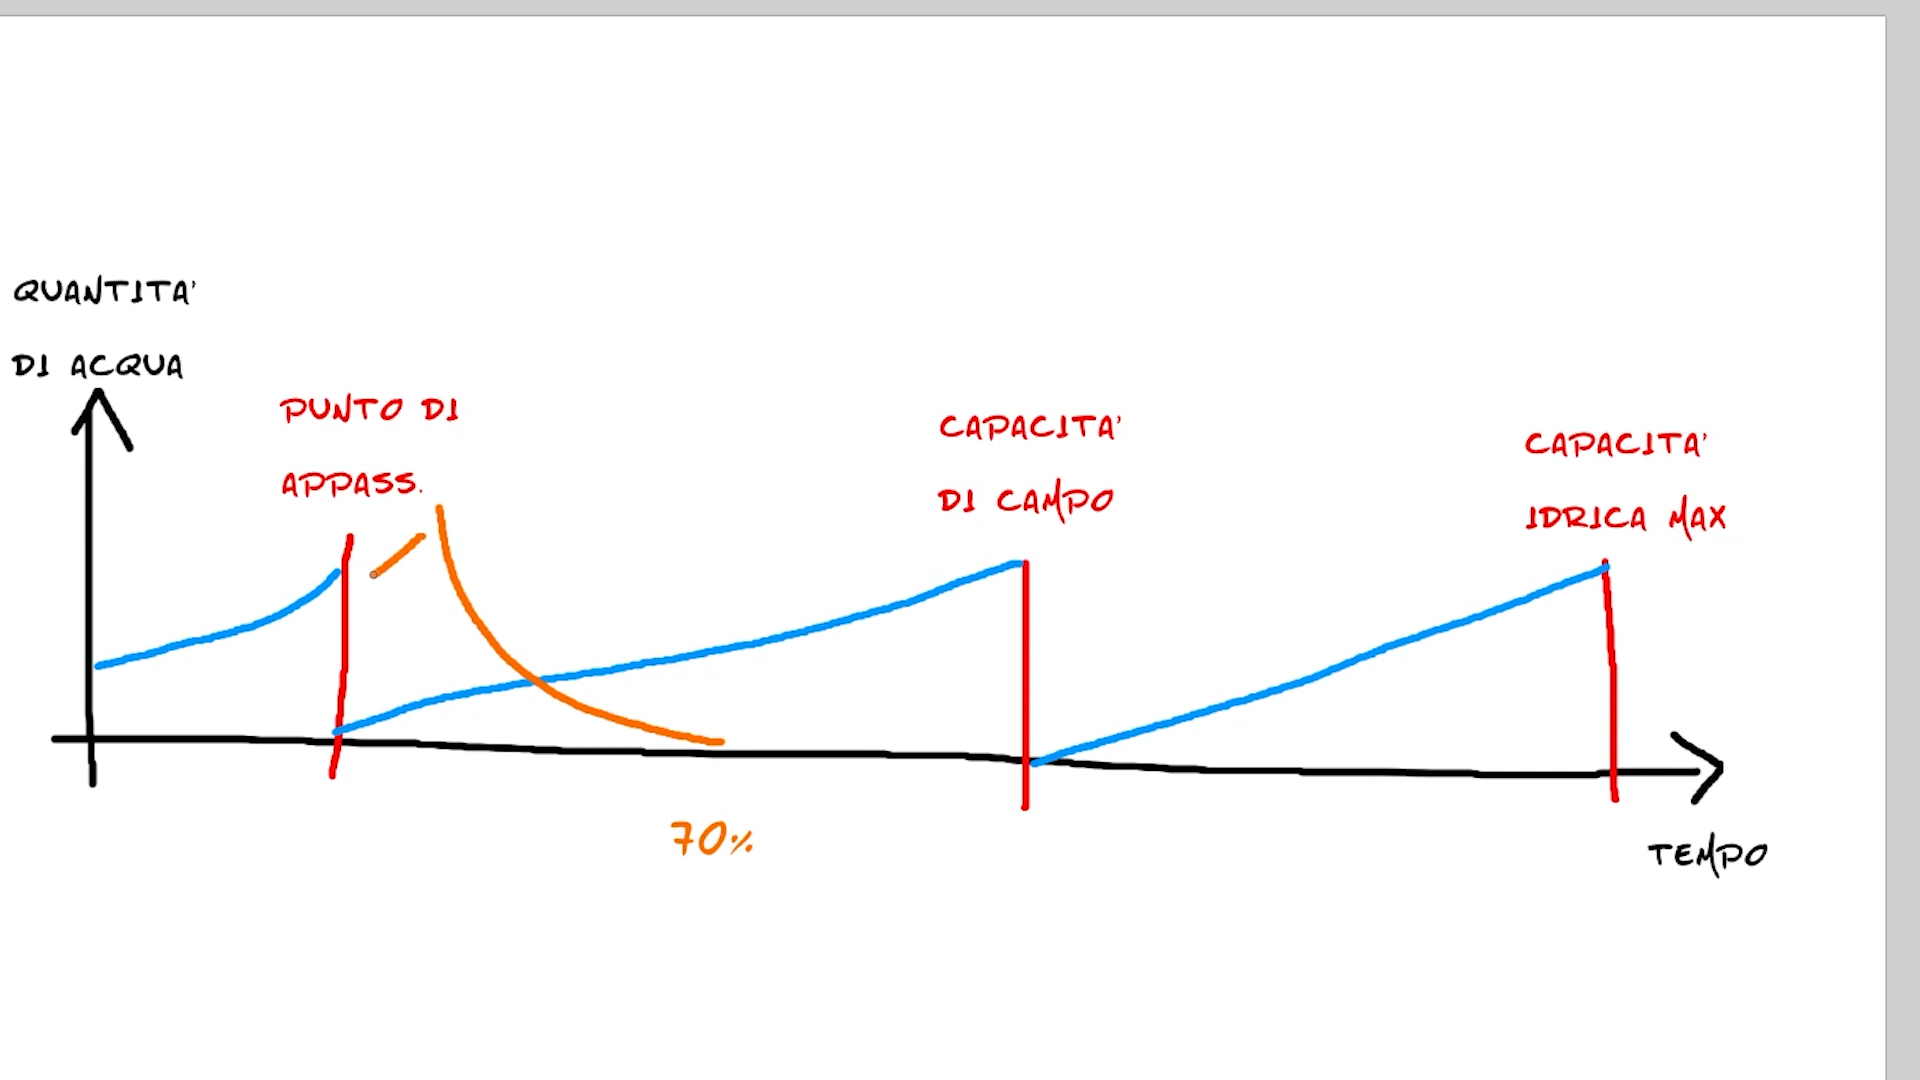 QUANTITA'
DI ACQUA
PUNTO DI
APPASS.
CAPACITA'
DI CAMPO
CAPACITA'
IDRICA MAX
70%
TEMPO